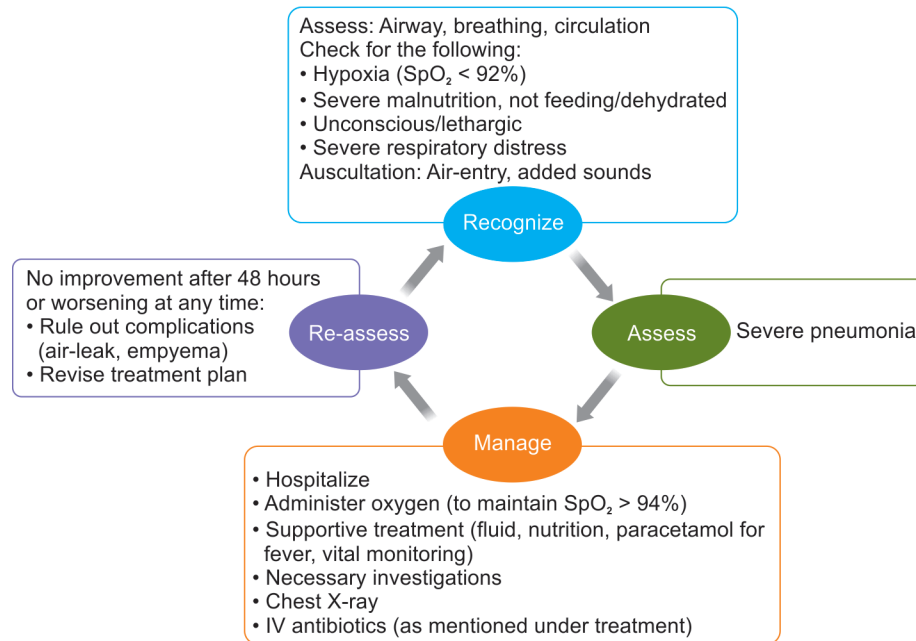 Assess: Airway, breathing, circulation
Check for the following:
• Hypoxia (SpO₂ < 92%)
• Severe malnutrition, not feeding/dehydrated
• Unconscious/lethargic
• Severe respiratory distress
Auscultation: Air-entry, added sounds
Recognize
No improvement after 48 hours
or worsening at any time:
• Rule out complications
(air-leak, empyema)
• Revise treatment plan
Re-assess
Assess
Severe pneumonia
Manage
• Hospitalize
• Administer oxygen (to maintain SpO₂ > 94%)
• Supportive treatment (fluid, nutrition, paracetamol for
fever, vital monitoring)
• Necessary investigations
• Chest X-ray
• IV antibiotics (as mentioned under treatment)